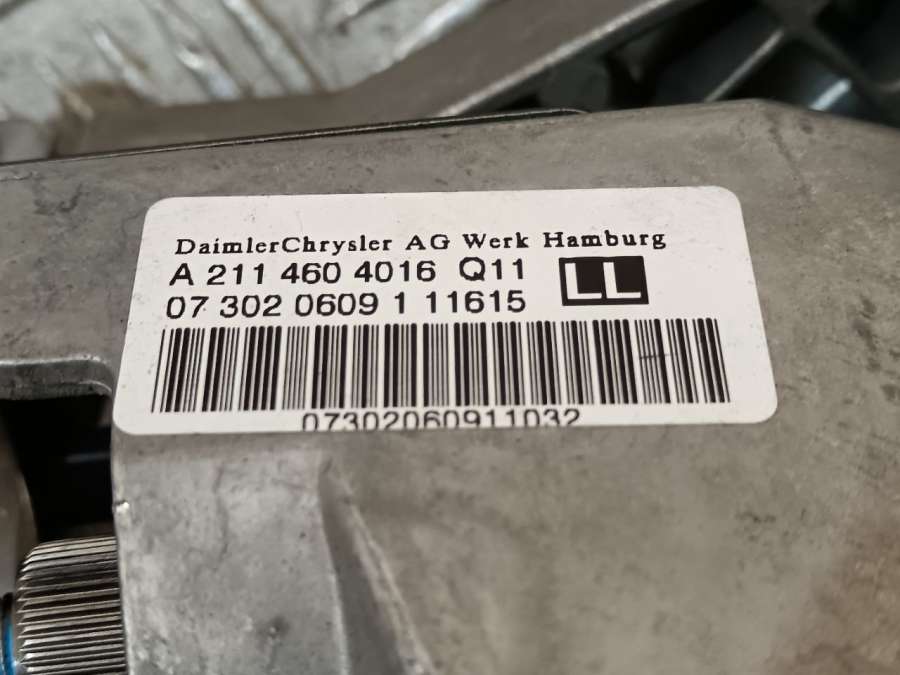 DaimlerChrysler AG Werk Hamburg
A 211 460 4016 Q11
LL
07 302 0609 1 11615
07302060911032